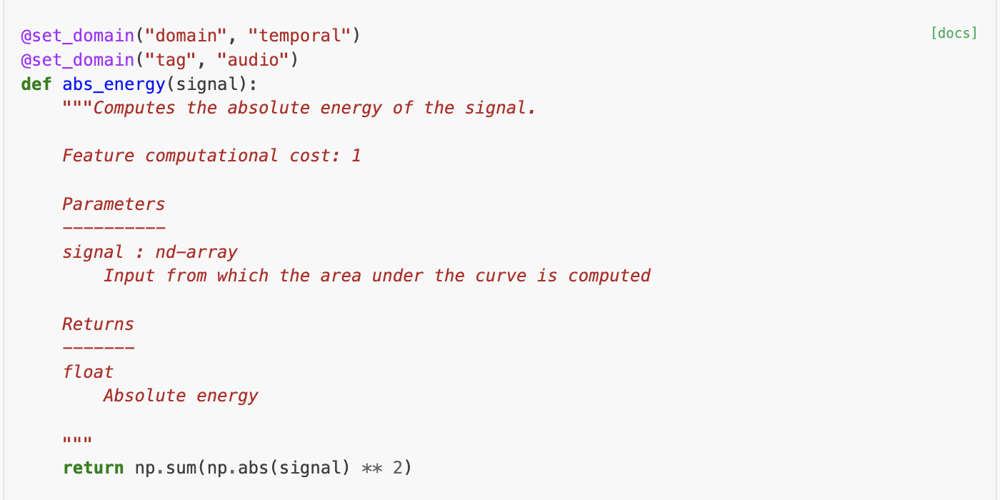 @set_domain("domain", "temporal")
[docs]
@set_domain("tag", "audio")
def abs_energy(signal):
    """Computes the absolute energy of the signal.
    Feature computational cost: 1
    Parameters
    ----------
    signal : nd-array
        Input from which the area under the curve is computed
    Returns
    -------
    float
        Absolute energy
    """
    return np.sum(np.abs(signal) ** 2)